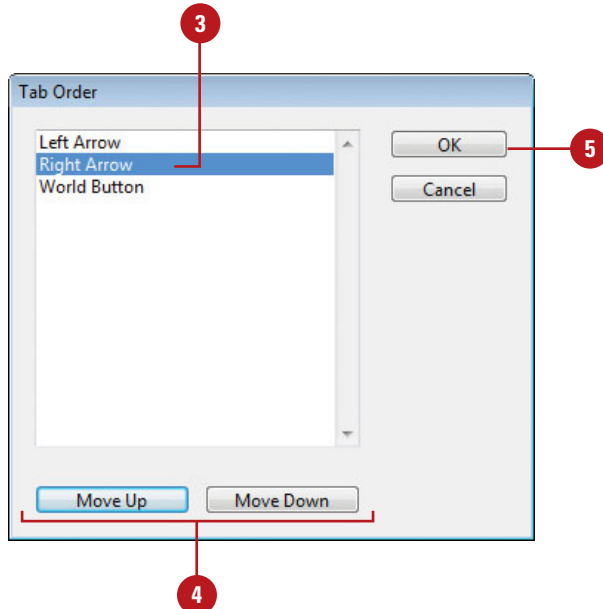 3
Tab Order
Left Arrow
Right Arrow
World Button
OK
5
Cancel
Move Up
Move Down
4